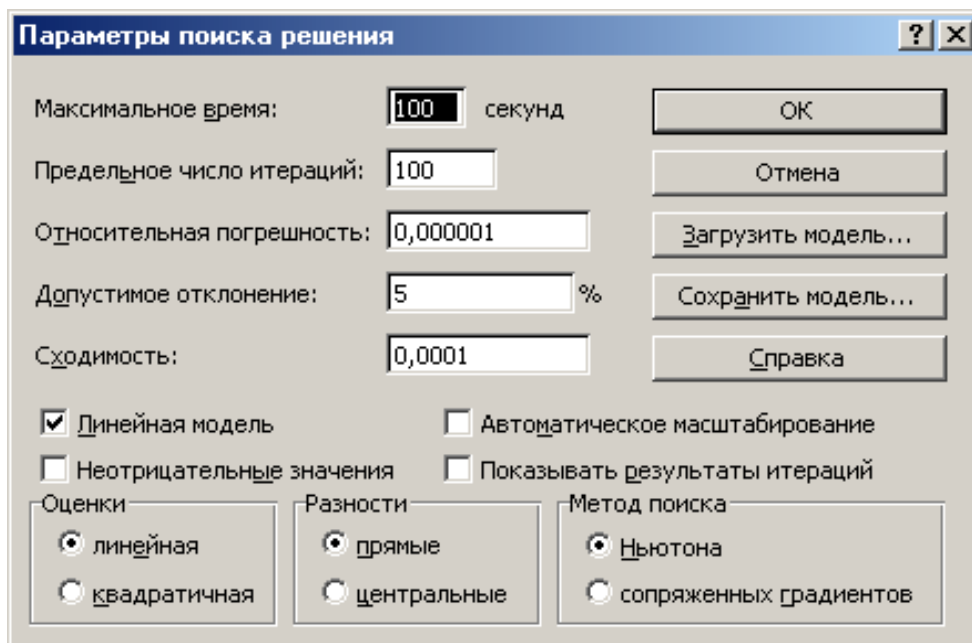 Параметры поиска решения
Максимальное время: 100 секунд
OK
Предельное число итераций: 100
Отмена
Относительная погрешность: 0,000001
Загрузить модель...
Допустимое отклонение: 5 %
Сохранить модель...
Сходимость: 0,0001
Справка
Линейная модель
Автоматическое масштабирование
Неотрицательные значения
Показывать результаты итераций
Оценки
линейная
квадратичная
Разности
прямые
центральные
Метод поиска
Ньютона
сопряженных градиентов